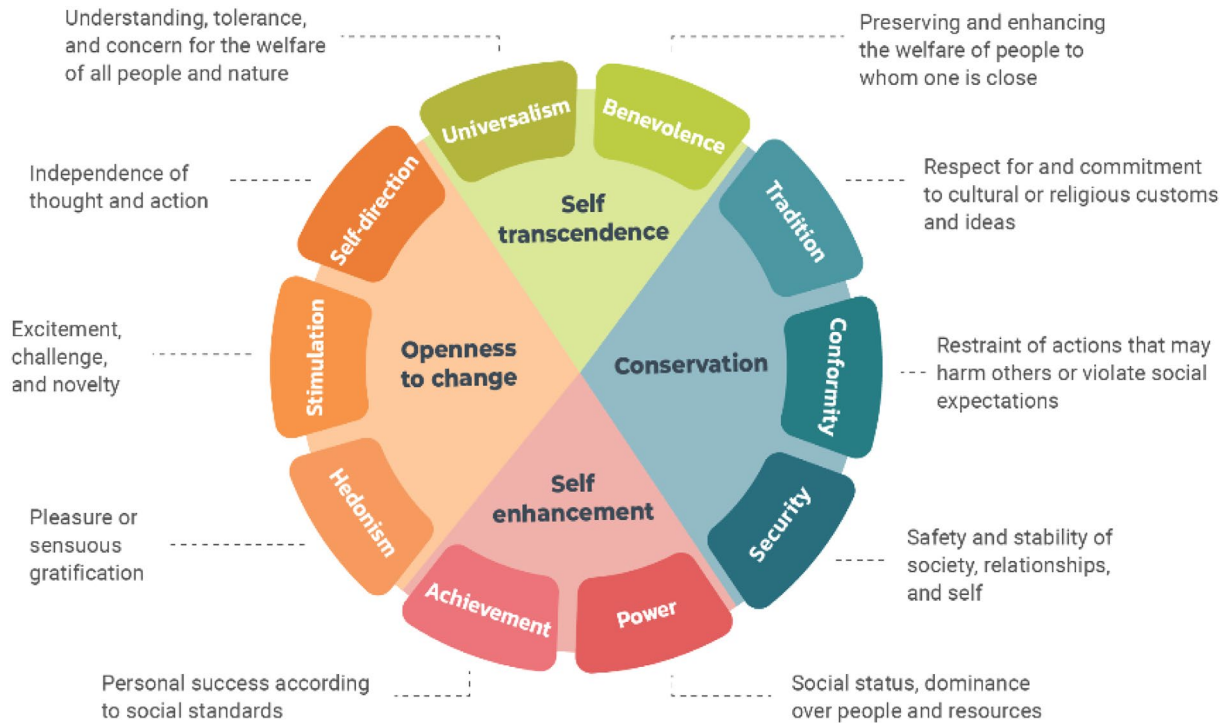 Understanding, tolerance,
and concern for the welfare
of all people and nature
Preserving and enhancing
the welfare of people to
whom one is close
Universalism
Benevolence
Independence of
thought and action
Self-direction
Self
transcendence
Tradition
Respect for and commitment
to cultural or religious customs
and ideas
Excitement,
challenge,
and novelty
Stimulation
Openness
to change
Conservation
Conformity
Restraint of actions that may
harm others or violate social
expectations
Pleasure or
sensuous
gratification
Hedonism
Self
enhancement
Security
Safety and stability of
society, relationships,
and self
Achievement
Power
Personal success according
to social standards
Social status, dominance
over people and resources